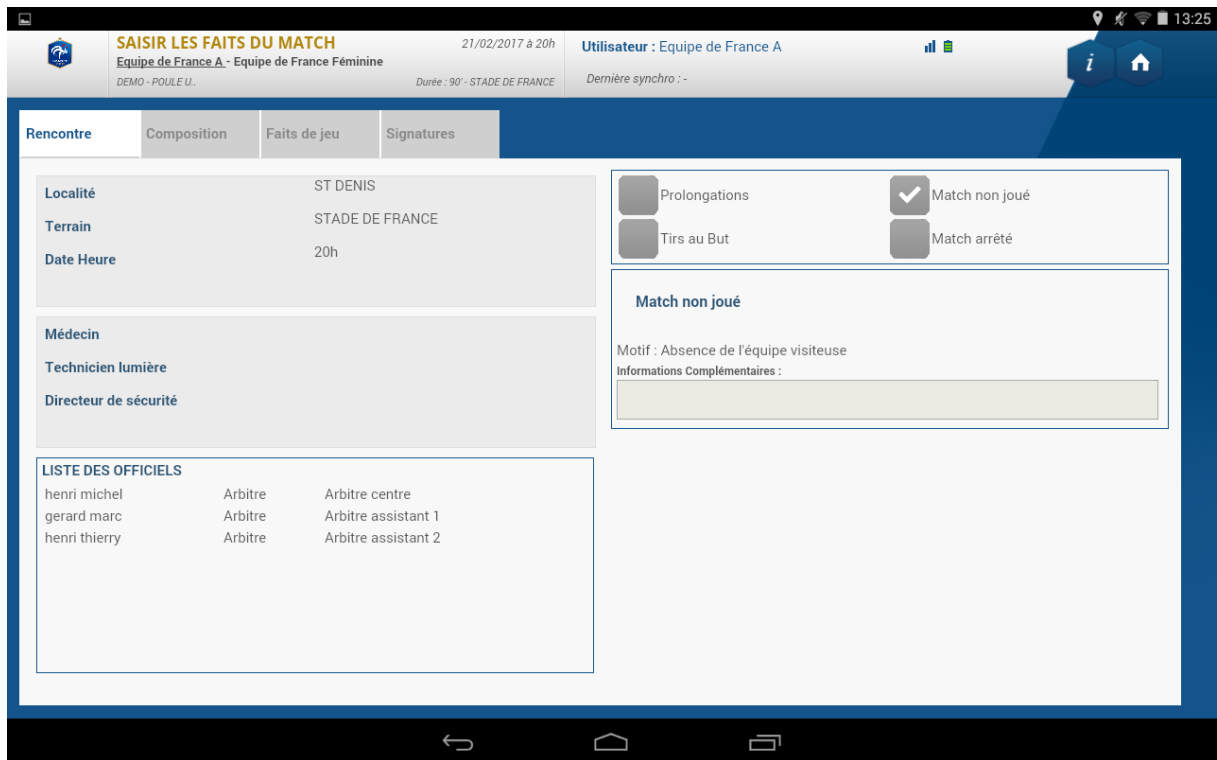 13:25
SAISIR LES FAITS DU MATCH
21/02/2017 à 20h
Equipe de France A - Equipe de France Féminine
DEMO - POULE U..
Durée : 90' - STADE DE FRANCE
Utilisateur : Equipe de France A
Dernière synchro : -
i
Rencontre
Composition
Faits de jeu
Signatures
Localité ST DENIS
Terrain STADE DE FRANCE
Date Heure 20h
Médecin
Technicien lumière
Directeur de sécurité
LISTE DES OFFICIELS
henri michel Arbitre Arbitre centre
gerard marc Arbitre Arbitre assistant 1
henri thierry Arbitre Arbitre assistant 2
Prolongations Match non joué
Tirs au But Match arrêté
Match non joué
Motif : Absence de l'équipe visiteuse
Informations Complémentaires :